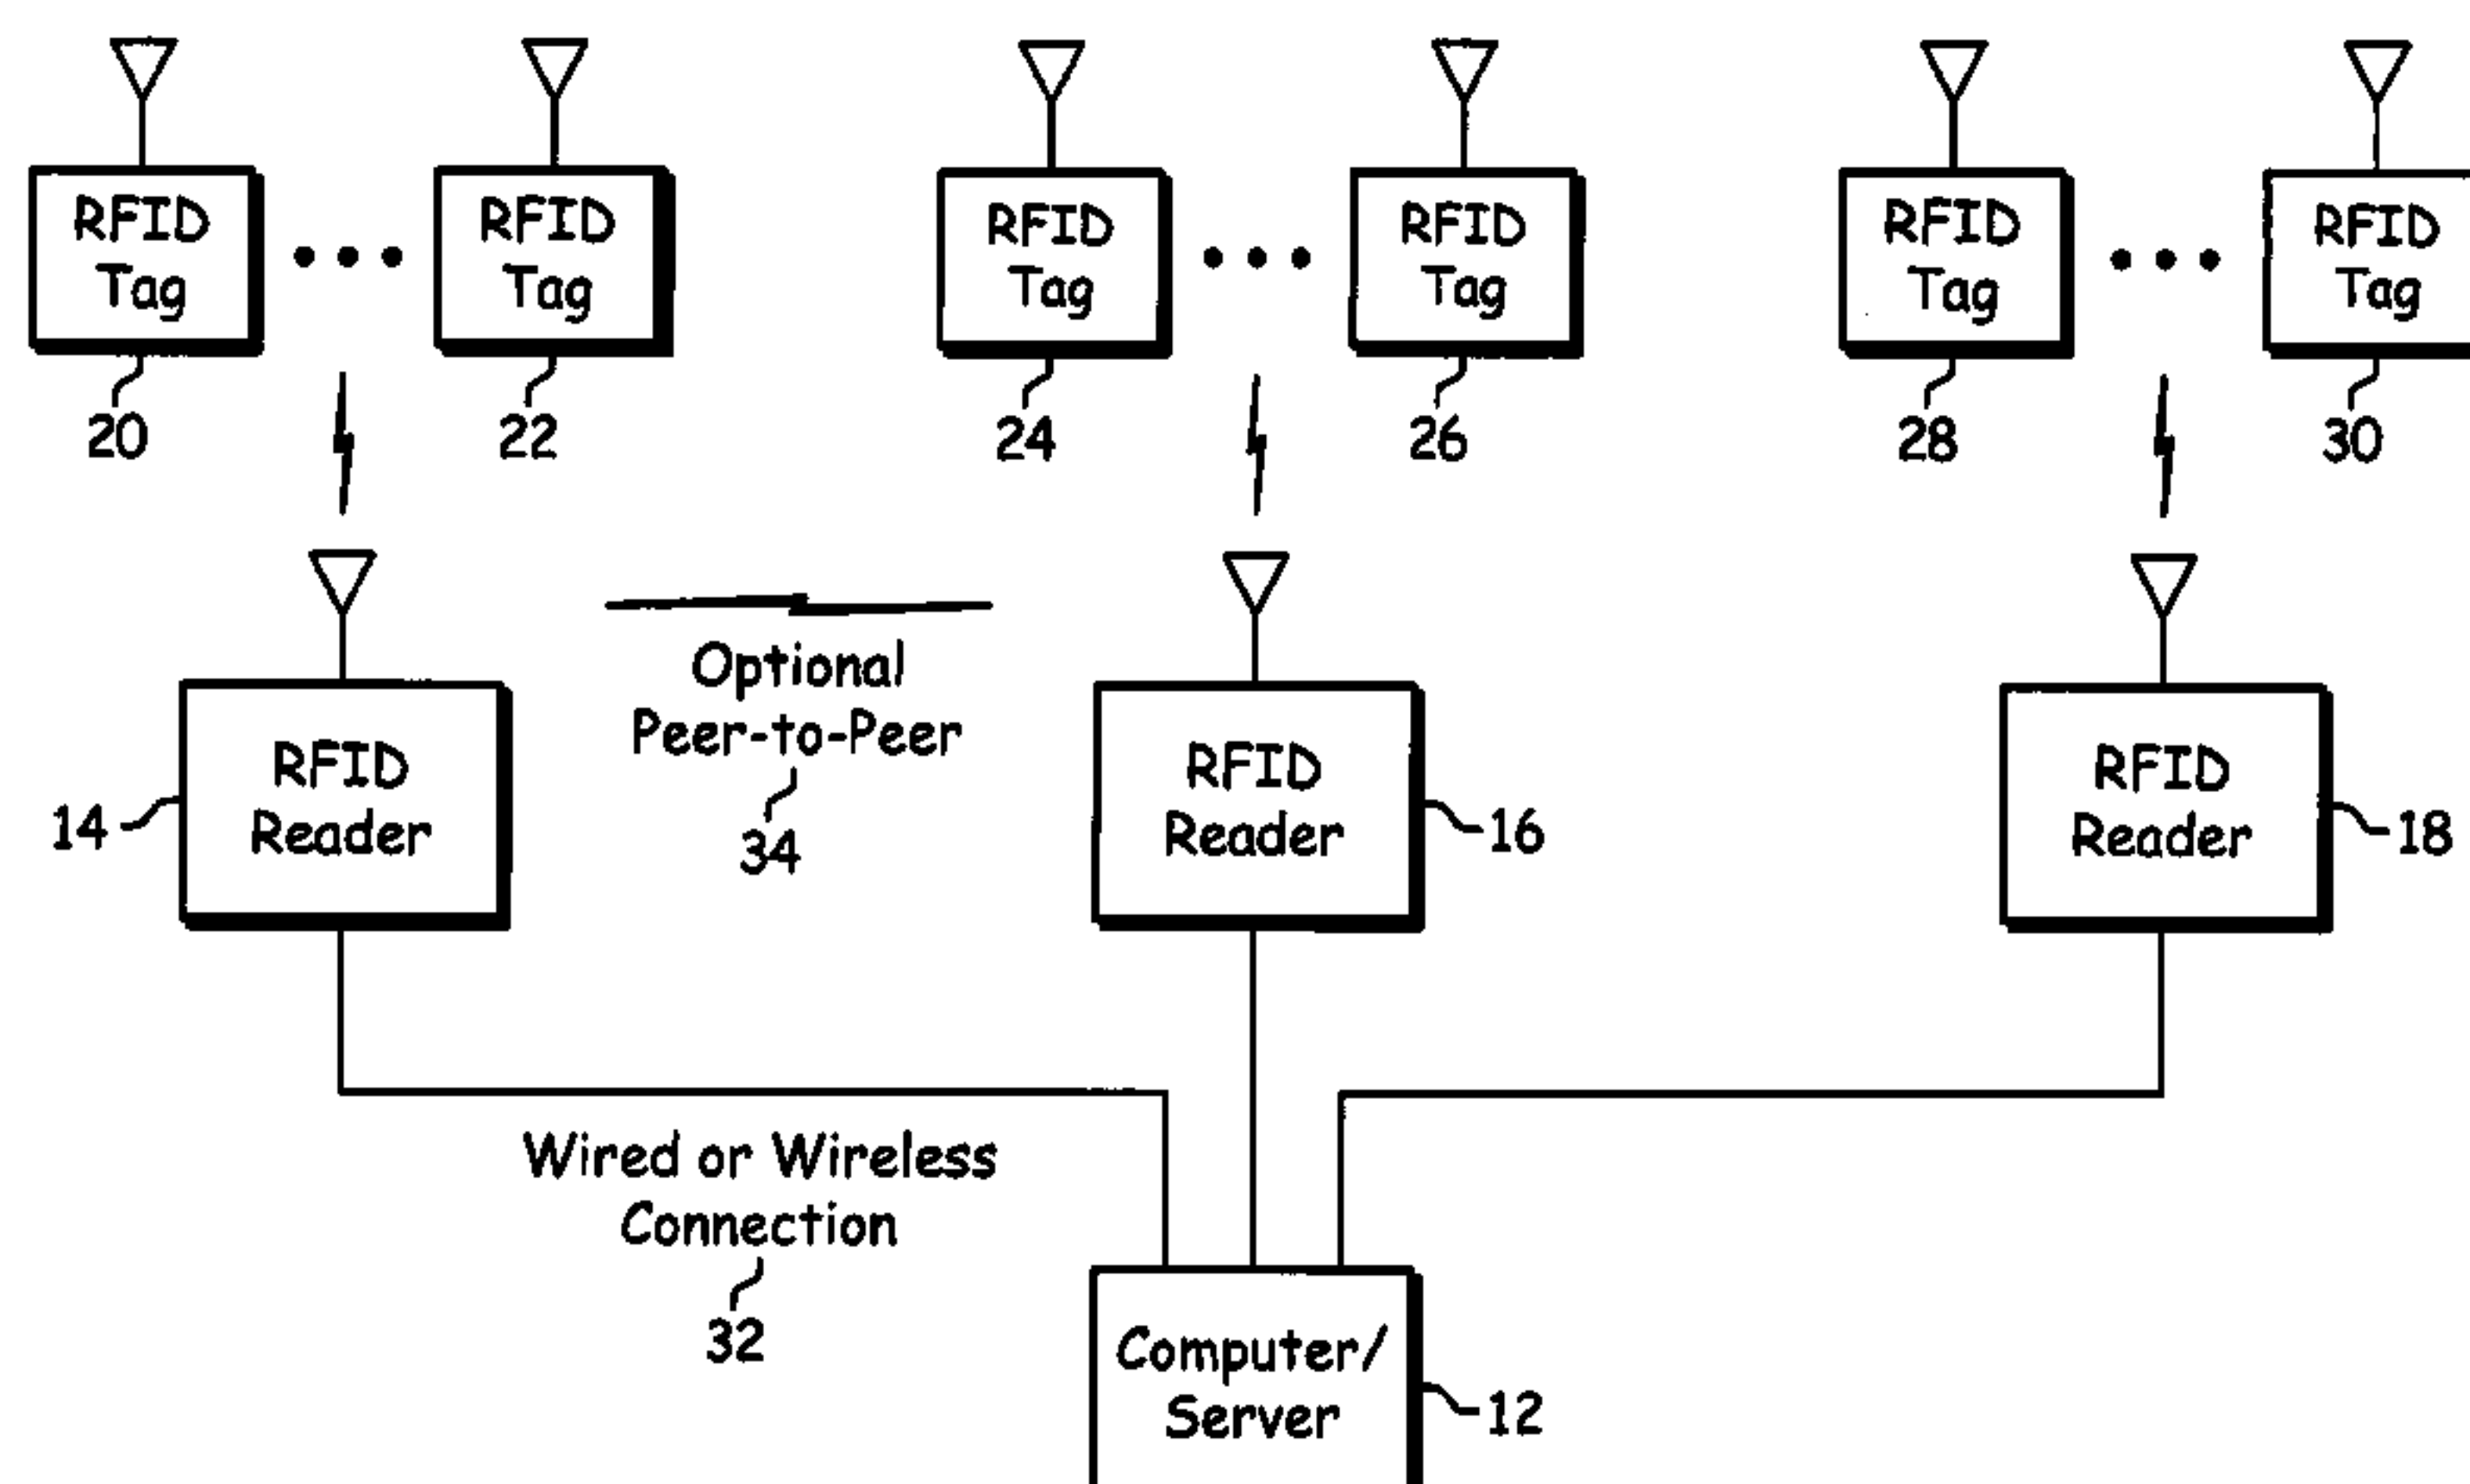 RFID
Tag
RFID
Tag
RFID
Tag
RFID
Tag
RFID
Tag
RFID
Tag
20
22
24
26
28
30
Optional
Peer-to-Peer
34
14
RFID
Reader
RFID
Reader
16
RFID
Reader
18
Wired or Wireless
Connection
32
Computer/
Server
12